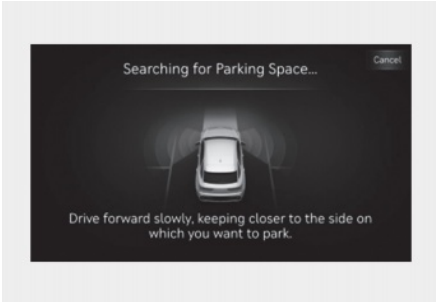 Cancel
Searching for Parking Space...
Drive forward slowly, keeping closer to the side on
which you want to park.